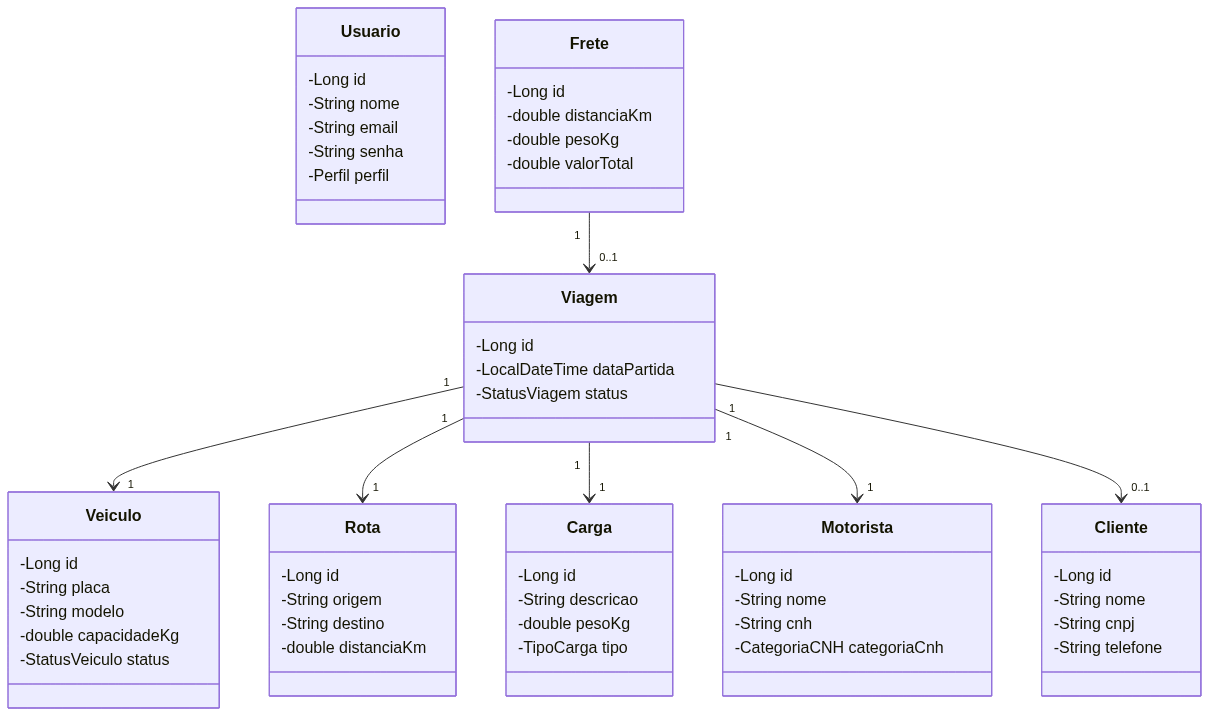 Usuario
-Long id
-String nome
-String email
-String senha
-Perfil perfil
Frete
-Long id
-double distanciaKm
-double pesoKg
-double valorTotal
1
0..1
Viagem
-Long id
-LocalDateTime dataPartida
-StatusViagem status
1
1
1
1
1
1
1
1
1
0..1
Veiculo
-Long id
-String placa
-String modelo
-double capacidadeKg
-StatusVeiculo status
Rota
-Long id
-String origem
-String destino
-double distanciaKm
Carga
-Long id
-String descricao
-double pesoKg
-TipoCarga tipo
Motorista
-Long id
-String nome
-String cnh
-CategoriaCNH categoriaCnh
Cliente
-Long id
-String nome
-String cnpj
-String telefone